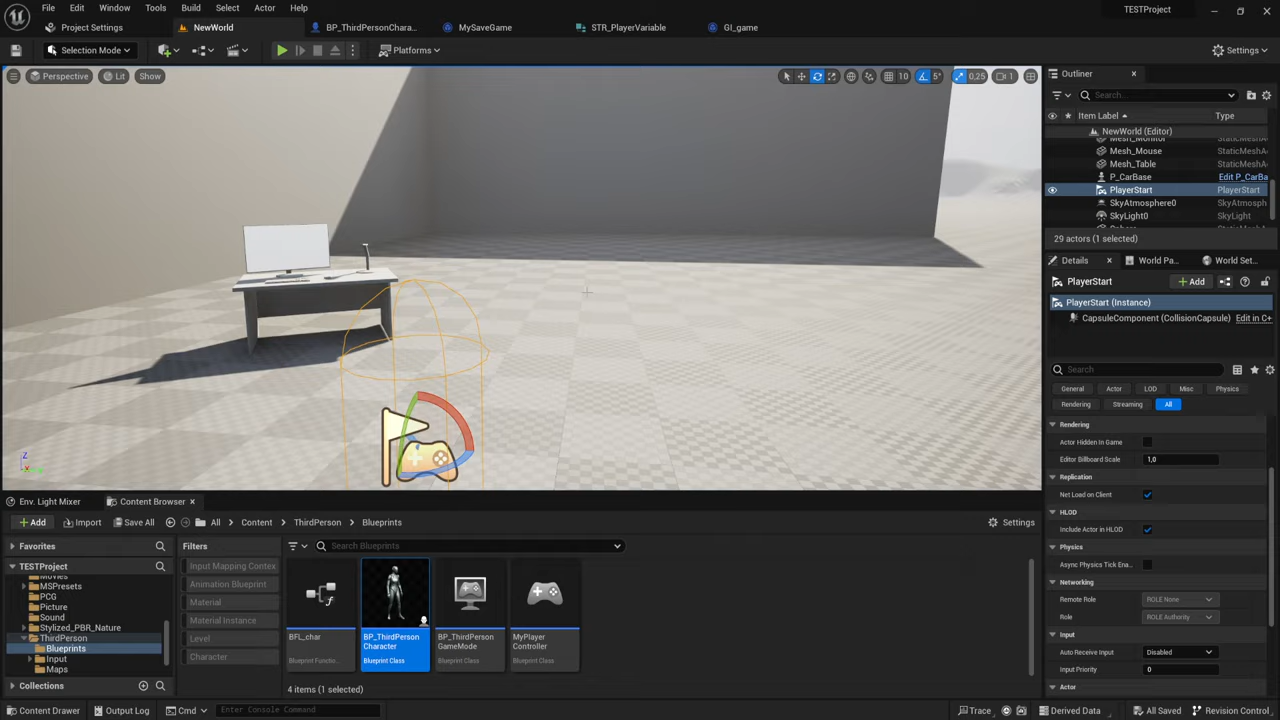 File Edit Window Tools Build Select Actor Help
TESTProject
Project Settings
NewWorld
BP_ThirdPersonChara...
MySaveGame
STR_PlayerVariable
GI_game
Selection Mode
Platforms
Settings
Perspective
Lit
Show
10
5°
0,25
1
Outliner
Search...
Item Label
Type
NewWorld (Editor)
Mesh_Monitor StaticMeshA
Mesh_Mouse StaticMeshA
Mesh_Table StaticMeshA
P_CarBase Edit P_CarBa
PlayerStart PlayerStart
SkyAtmosphere0 SkyAtmosph
SkyLight0 SkyLight
29 actors (1 selected)
Details
World Pa...
World Set...
PlayerStart
Add
PlayerStart (Instance)
CapsuleComponent (CollisionCapsule) Edit in C+
Search
General Actor LOD Misc Physics
Rendering Streaming All
Rendering
Actor Hidden In Game
Editor Billboard Scale 1,0
Replication
Net Load on Client
HLOD
Include Actor in HLOD
Physics
Async Physics Tick Ena...
Networking
Remote Role ROLE None
Role ROLE Authority
Input
Auto Receive Input Disabled
Input Priority 0
Actor
Z
Env. Light Mixer
Content Browser
Add
Import
Save All
All
Content
ThirdPerson
Blueprints
Settings
Favorites
TESTProject
Movies
MSPresets
PCG
Picture
Sound
Stylized_PBR_Nature
ThirdPerson
Blueprints
Input
Maps
Collections
Filters
Input Mapping Contex
Animation Blueprint
Material
Material Instance
Level
Character
Search Blueprints
BFL_char
Blueprint Functio...
BP_ThirdPerson
Character
Blueprint Class
BP_ThirdPerson
GameMode
Blueprint Class
MyPlayer
Controller
Blueprint Class
4 items (1 selected)
Content Drawer
Output Log
Cmd
Enter Console Command
Trace
Derived Data
All Saved
Revision Control